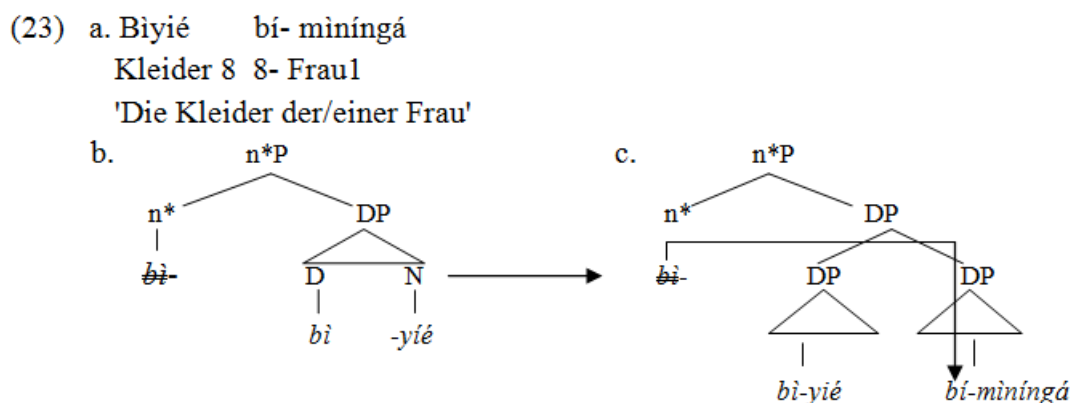 (23) a. Bìyié bí- mìníngá
Kleider 8 8- Frau1
'Die Kleider der/einer Frau'
b. n*P c. n*P
n* DP n* DP
bì- D N bì- DP DP
bì -yíé bì-yié bí-mìníngá